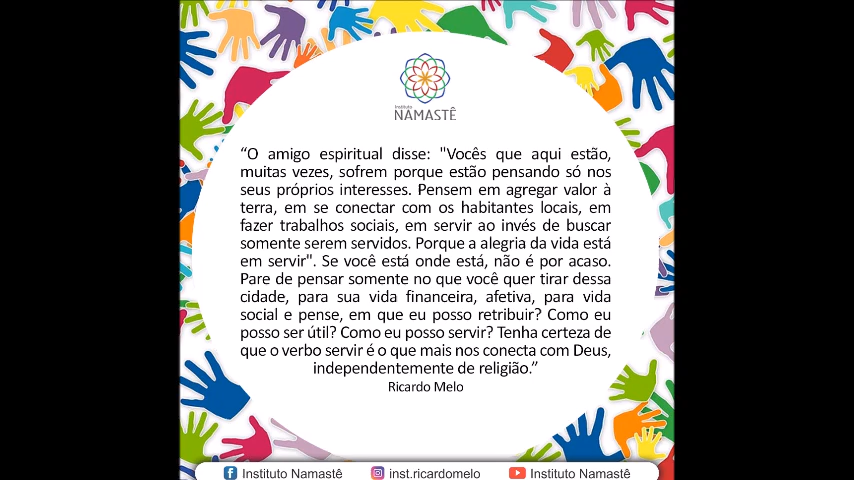 Instituto
NAMASTÊ
“O amigo espiritual disse: "Vocês que aqui estão,
muitas vezes, sofrem porque estão pensando só nos
seus próprios interesses. Pensem em agregar valor à
terra, em se conectar com os habitantes locais, em
fazer trabalhos sociais, em servir ao invés de buscar
somente serem servidos. Porque a alegria da vida está
em servir". Se você está onde está, não é por acaso.
Pare de pensar somente no que você quer tirar dessa
cidade, para sua vida financeira, afetiva, para vida
social e pense, em que eu posso retribuir? Como eu
posso ser útil? Como eu posso servir? Tenha certeza de
que o verbo servir é o que mais nos conecta com Deus,
independentemente de religião.”
Ricardo Melo
Instituto Namastê inst.ricardomelo Instituto Namastê